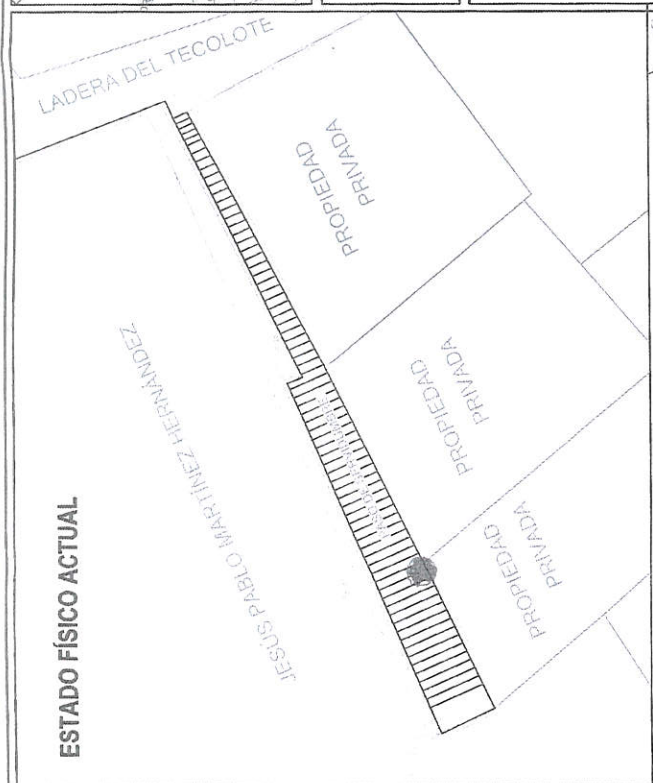 LADERA DEL TECOLOTE
PROPIEDAD
PRIVADA
JESÚS PABLO MARTÍNEZ HERNÁNDEZ
PROPIEDAD
PRIVADA
PROPIEDAD
PRIVADA
ESTADO FÍSICO ACTUAL